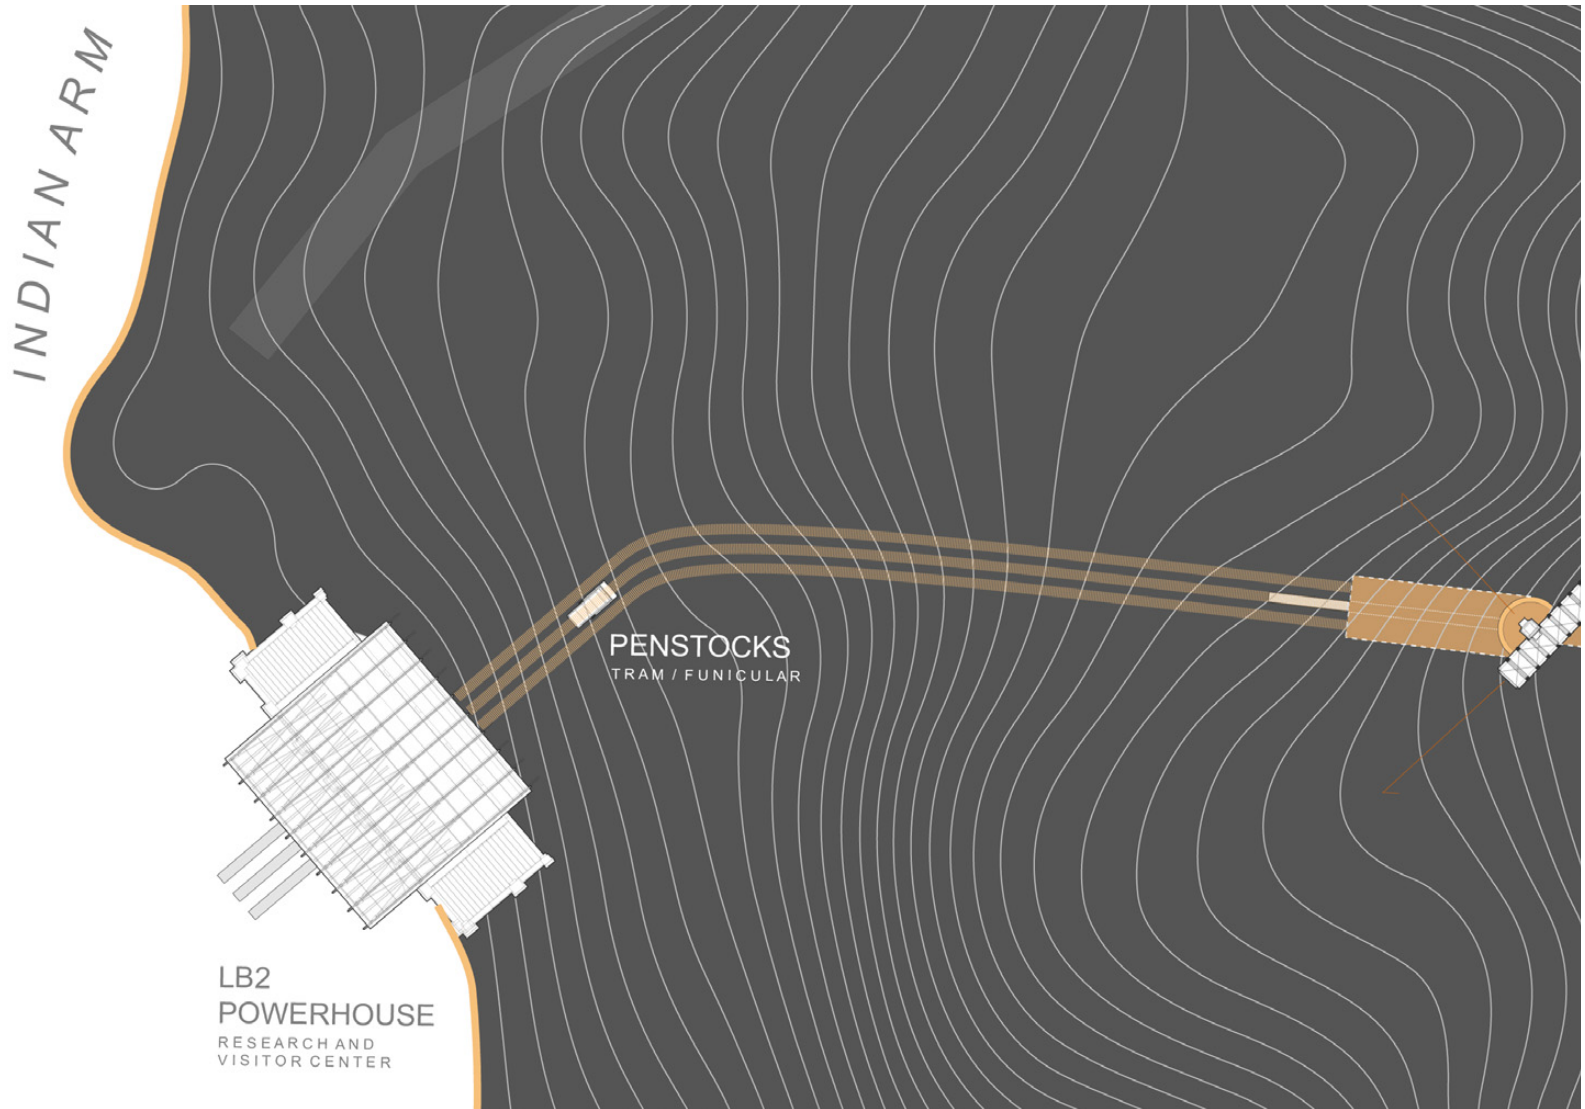 INDIAN ARM
PENSTOCKS
TRAM / FUNICULAR
LB2
POWERHOUSE
RESEARCH AND
VISITOR CENTER